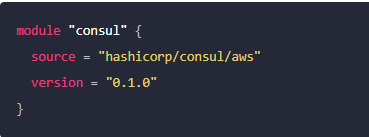 module "consul" {
  source = "hashicorp/consul/aws"
  version = "0.1.0"
}